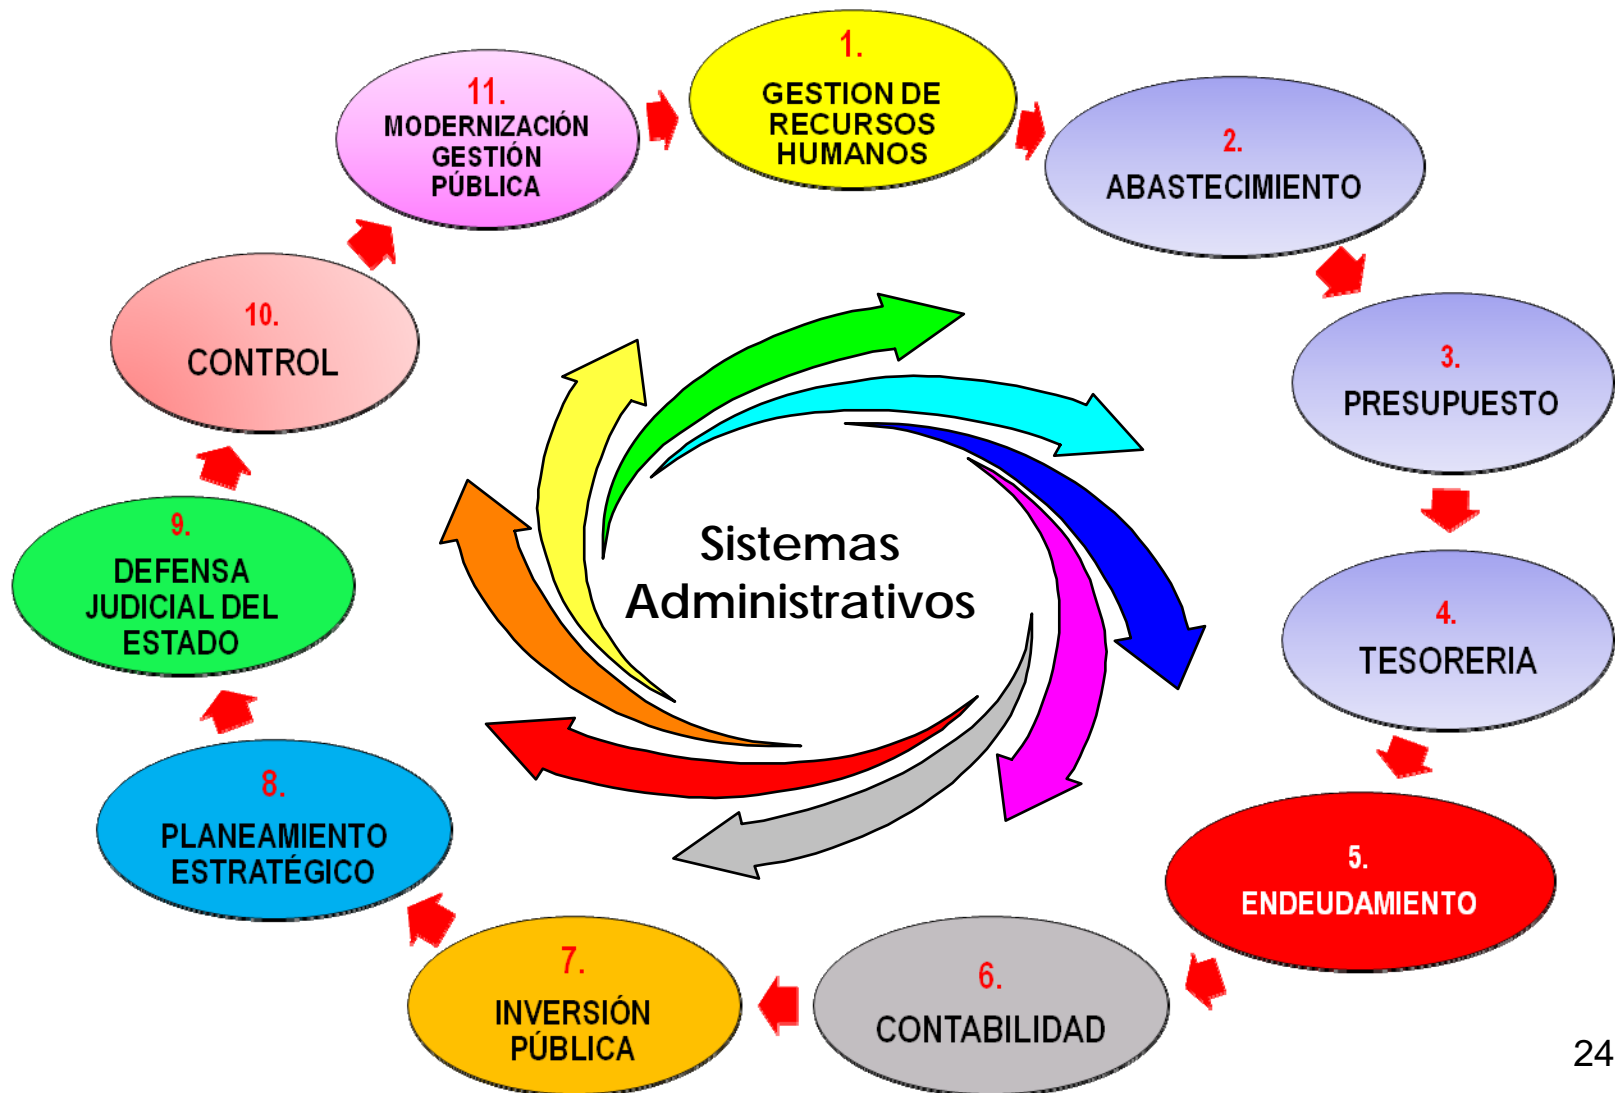 1.
GESTION DE
RECURSOS
HUMANOS
2.
ABASTECIMIENTO
3.
PRESUPUESTO
4.
TESORERIA
5.
ENDEUDAMIENTO
6.
CONTABILIDAD
7.
INVERSIÓN
PÚBLICA
8.
PLANEAMIENTO
ESTRATÉGICO
9.
DEFENSA
JUDICIAL DEL
ESTADO
10.
CONTROL
11.
MODERNIZACIÓN
GESTIÓN
PÚBLICA
Sistemas
Administrativos
24